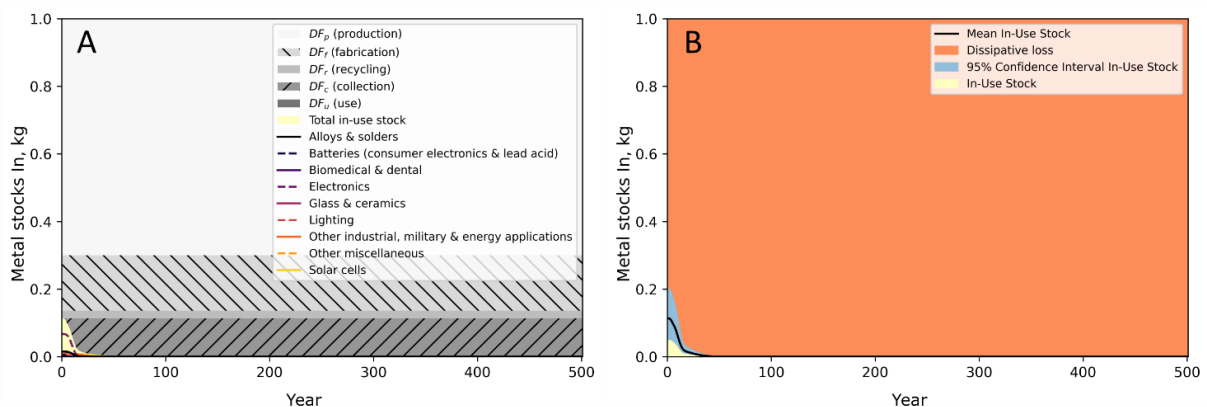 A
DFp (production)
DFf (fabrication)
DFr (recycling)
DFc (collection)
DFu (use)
Total in-use stock
Alloys & solders
Batteries (consumer electronics & lead acid)
Biomedical & dental
Electronics
Glass & ceramics
Lighting
Other industrial, military & energy applications
Other miscellaneous
Solar cells
Metal stocks In, kg
1.0
0.8
0.6
0.4
0.2
0.0
0
100
200
300
400
500
Year
B
Mean In-Use Stock
Dissipative loss
95% Confidence Interval In-Use Stock
In-Use Stock
Metal stocks In, kg
1.0
0.8
0.6
0.4
0.2
0.0
0
100
200
300
400
500
Year